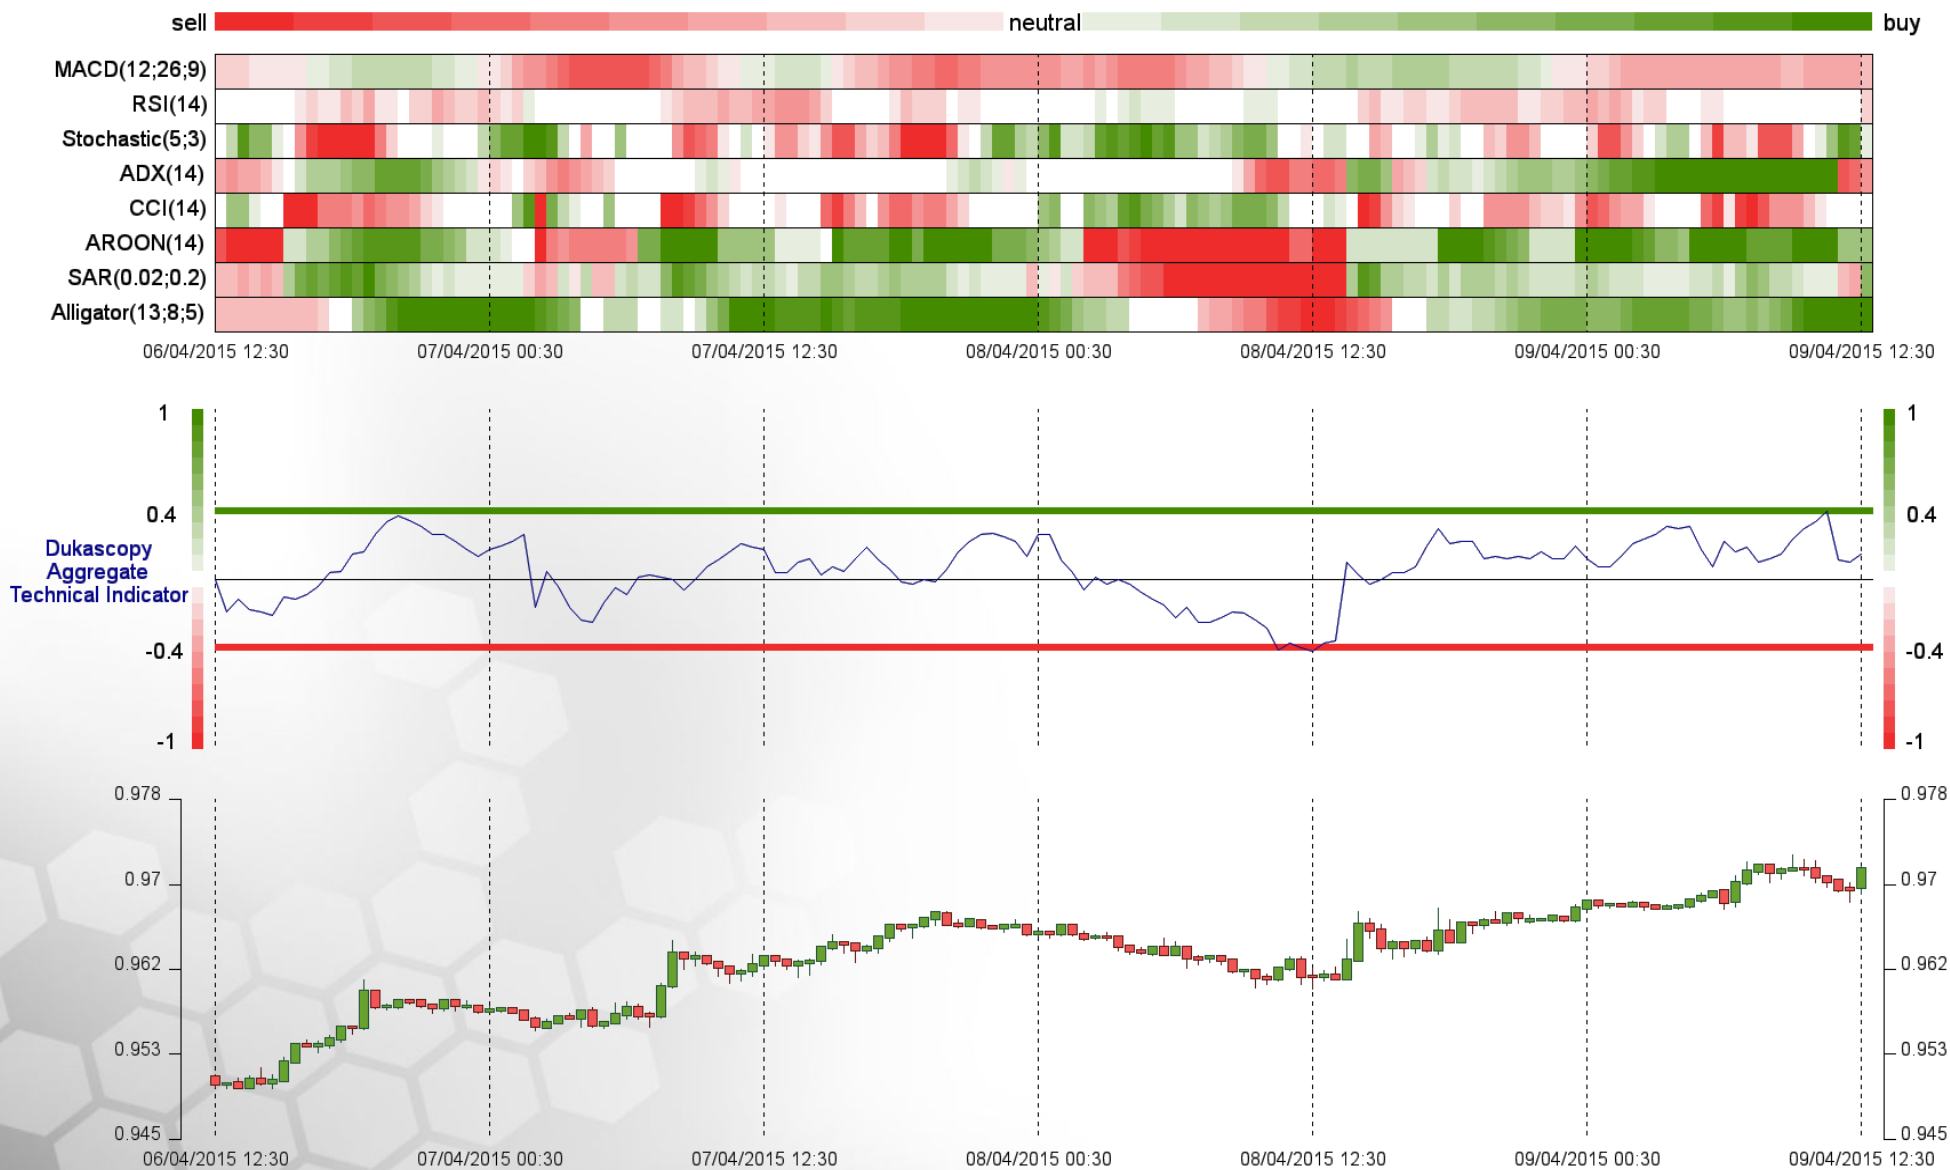 sell neutral buy
MACD(12;26;9)
RSI(14)
Stochastic(5;3)
ADX(14)
CCI(14)
AROON(14)
SAR(0.02;0.2)
Alligator(13;8;5)
06/04/2015 12:30 07/04/2015 00:30 07/04/2015 12:30 08/04/2015 00:30 08/04/2015 12:30 09/04/2015 00:30 09/04/2015 12:30
1 1
0.4 0.4
Dukascopy
Aggregate
Technical Indicator
-0.4 -0.4
-1 -1
0.978 0.978
0.97 0.97
0.962 0.962
0.953 0.953
0.945 0.945
06/04/2015 12:30 07/04/2015 00:30 07/04/2015 12:30 08/04/2015 00:30 08/04/2015 12:30 09/04/2015 00:30 09/04/2015 12:30